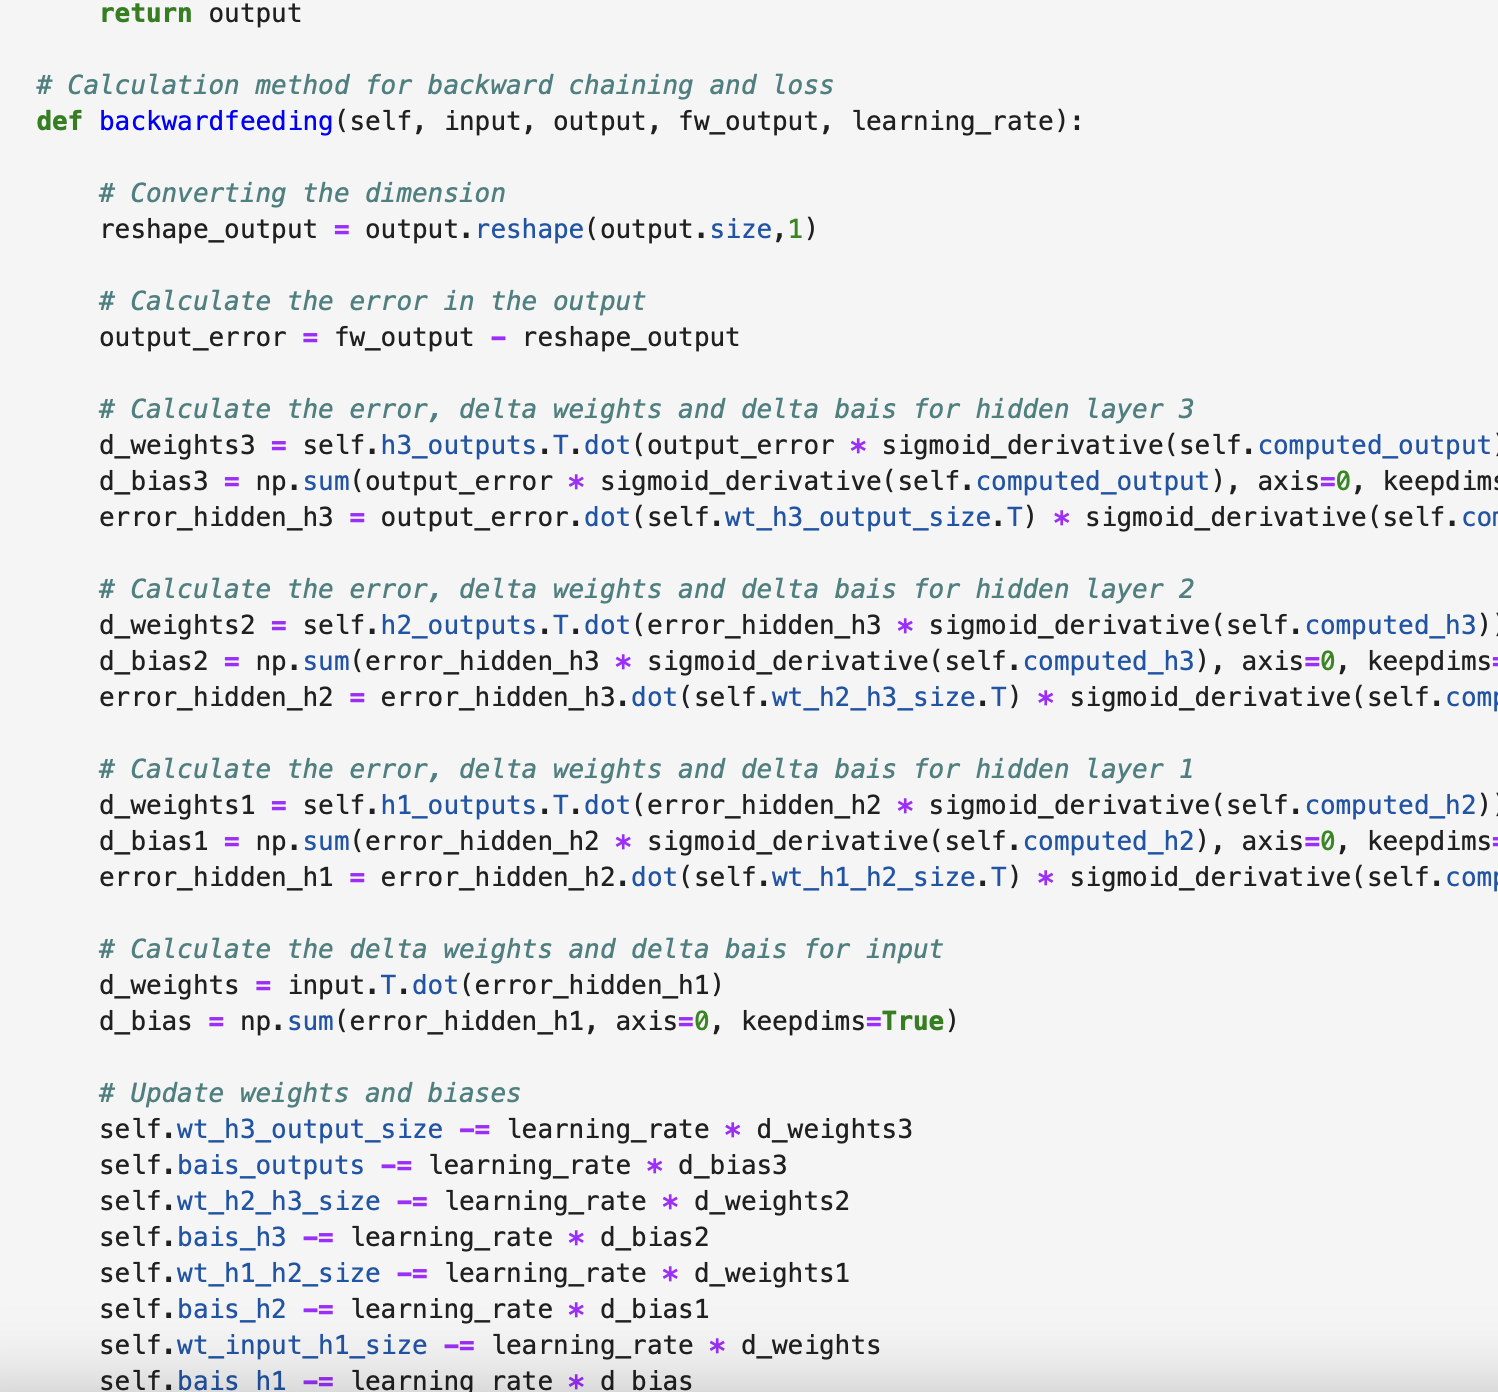 return output
# Calculation method for backward chaining and loss
def backwardfeeding(self, input, output, fw_output, learning_rate):
# Converting the dimension
reshape_output = output.reshape(output.size,1)
# Calculate the error in the output
output_error = fw_output - reshape_output
# Calculate the error, delta weights and delta bais for hidden layer 3
d_weights3 = self.h3_outputs.T.dot(output_error * sigmoid_derivative(self.computed_output)
d_bias3 = np.sum(output_error * sigmoid_derivative(self.computed_output), axis=0, keepdims
error_hidden_h3 = output_error.dot(self.wt_h3_output_size.T) * sigmoid_derivative(self.com
# Calculate the error, delta weights and delta bais for hidden layer 2
d_weights2 = self.h2_outputs.T.dot(error_hidden_h3 * sigmoid_derivative(self.computed_h3))
d_bias2 = np.sum(error_hidden_h3 * sigmoid_derivative(self.computed_h3), axis=0, keepdims=
error_hidden_h2 = error_hidden_h3.dot(self.wt_h2_h3_size.T) * sigmoid_derivative(self.comp
# Calculate the error, delta weights and delta bais for hidden layer 1
d_weights1 = self.h1_outputs.T.dot(error_hidden_h2 * sigmoid_derivative(self.computed_h2))
d_bias1 = np.sum(error_hidden_h2 * sigmoid_derivative(self.computed_h2), axis=0, keepdims=
error_hidden_h1 = error_hidden_h2.dot(self.wt_h1_h2_size.T) * sigmoid_derivative(self.comp
# Calculate the delta weights and delta bais for input
d_weights = input.T.dot(error_hidden_h1)
d_bias = np.sum(error_hidden_h1, axis=0, keepdims=True)
# Update weights and biases
self.wt_h3_output_size -= learning_rate * d_weights3
self.bais_outputs -= learning_rate * d_bias3
self.wt_h2_h3_size -= learning_rate * d_weights2
self.bais_h3 -= learning_rate * d_bias2
self.wt_h1_h2_size -= learning_rate * d_weights1
self.bais_h2 -= learning_rate * d_bias1
self.wt_input_h1_size -= learning_rate * d_weights
self.bais_h1 -= learning_rate * d_bias